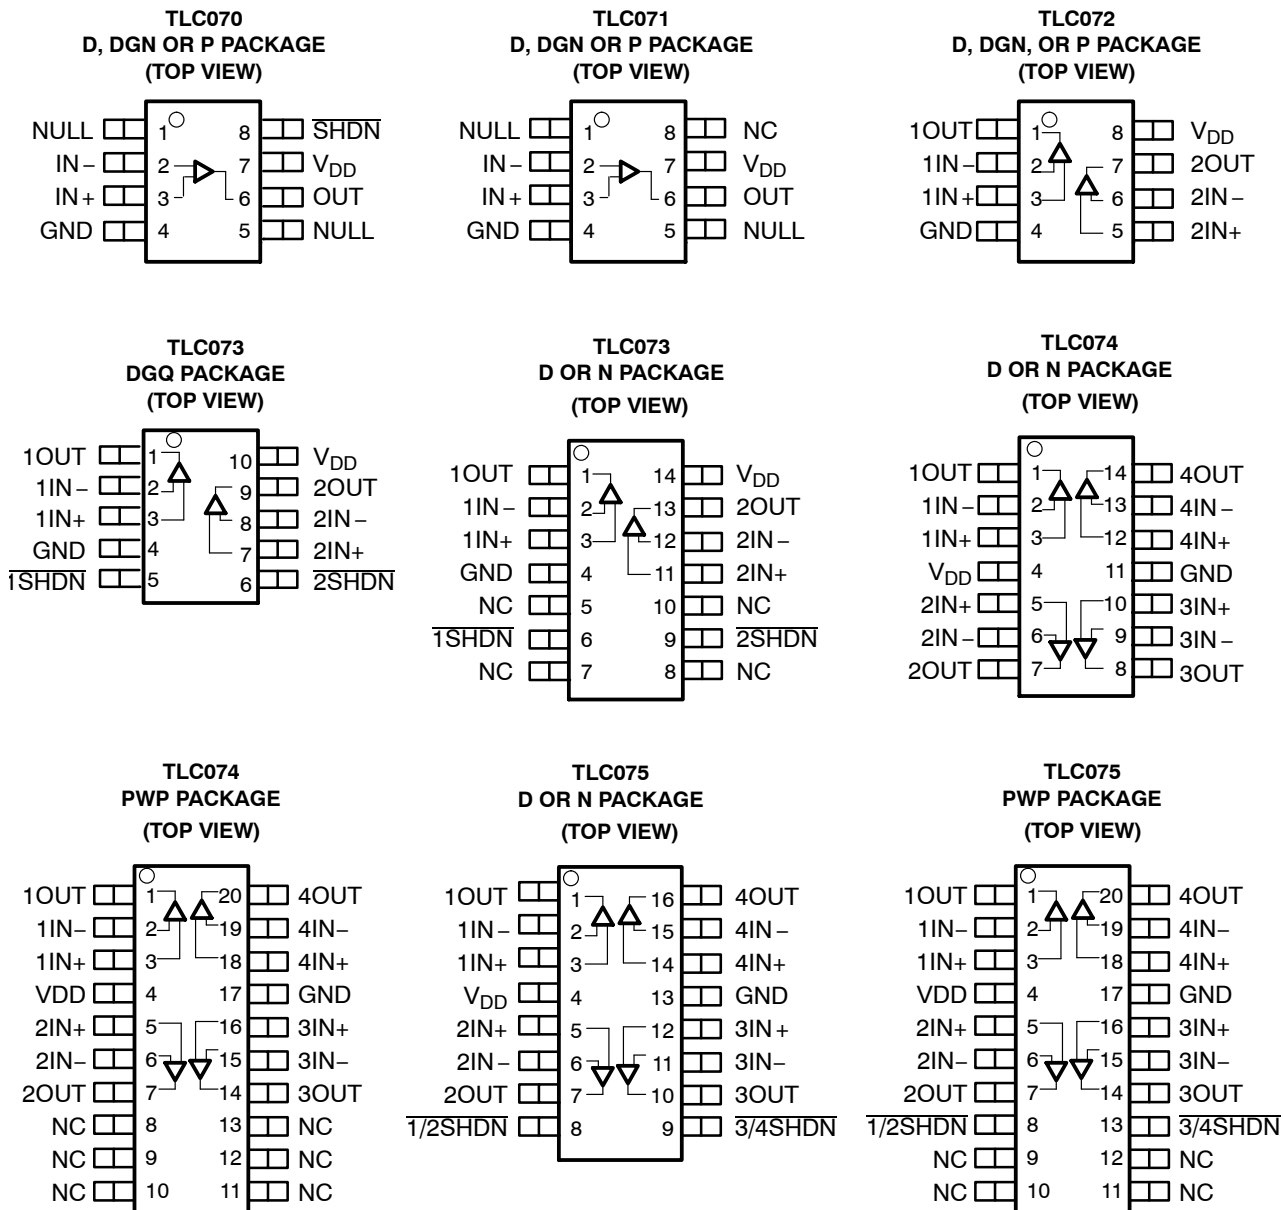 TLC070
D, DGN OR P PACKAGE
(TOP VIEW)
NULL 1 8 S̅H̅D̅N̅
IN− 2 7 VDD
IN+ 3 6 OUT
GND 4 5 NULL
TLC071
D, DGN OR P PACKAGE
(TOP VIEW)
NULL 1 8 NC
IN− 2 7 VDD
IN+ 3 6 OUT
GND 4 5 NULL
TLC072
D, DGN, OR P PACKAGE
(TOP VIEW)
1OUT 1 8 VDD
1IN− 2 7 2OUT
1IN+ 3 6 2IN−
GND 4 5 2IN+
TLC073
DGQ PACKAGE
(TOP VIEW)
1OUT 1 10 VDD
1IN− 2 9 2OUT
1IN+ 3 8 2IN−
GND 4 7 2IN+
1̅S̅H̅D̅N̅ 5 6 2̅S̅H̅D̅N̅
TLC073
D OR N PACKAGE
(TOP VIEW)
1OUT 1 14 VDD
1IN− 2 13 2OUT
1IN+ 3 12 2IN−
GND 4 11 2IN+
NC 5 10 NC
1̅S̅H̅D̅N̅ 6 9 2̅S̅H̅D̅N̅
NC 7 8 NC
TLC074
D OR N PACKAGE
(TOP VIEW)
1OUT 1 14 4OUT
1IN− 2 13 4IN−
1IN+ 3 12 4IN+
VDD 4 11 GND
2IN+ 5 10 3IN+
2IN− 6 9 3IN−
2OUT 7 8 3OUT
TLC074
PWP PACKAGE
(TOP VIEW)
1OUT 1 20 4OUT
1IN− 2 19 4IN−
1IN+ 3 18 4IN+
VDD 4 17 GND
2IN+ 5 16 3IN+
2IN− 6 15 3IN−
2OUT 7 14 3OUT
NC 8 13 NC
NC 9 12 NC
NC 10 11 NC
TLC075
D OR N PACKAGE
(TOP VIEW)
1OUT 1 16 4OUT
1IN− 2 15 4IN−
1IN+ 3 14 4IN+
VDD 4 13 GND
2IN+ 5 12 3IN+
2IN− 6 11 3IN−
2OUT 7 10 3OUT
1̅/̅2̅S̅H̅D̅N̅ 8 9 3̅/̅4̅S̅H̅D̅N̅
TLC075
PWP PACKAGE
(TOP VIEW)
1OUT 1 20 4OUT
1IN− 2 19 4IN−
1IN+ 3 18 4IN+
VDD 4 17 GND
2IN+ 5 16 3IN+
2IN− 6 15 3IN−
2OUT 7 14 3OUT
1̅/̅2̅S̅H̅D̅N̅ 8 13 3̅/̅4̅S̅H̅D̅N̅
NC 9 12 NC
NC 10 11 NC